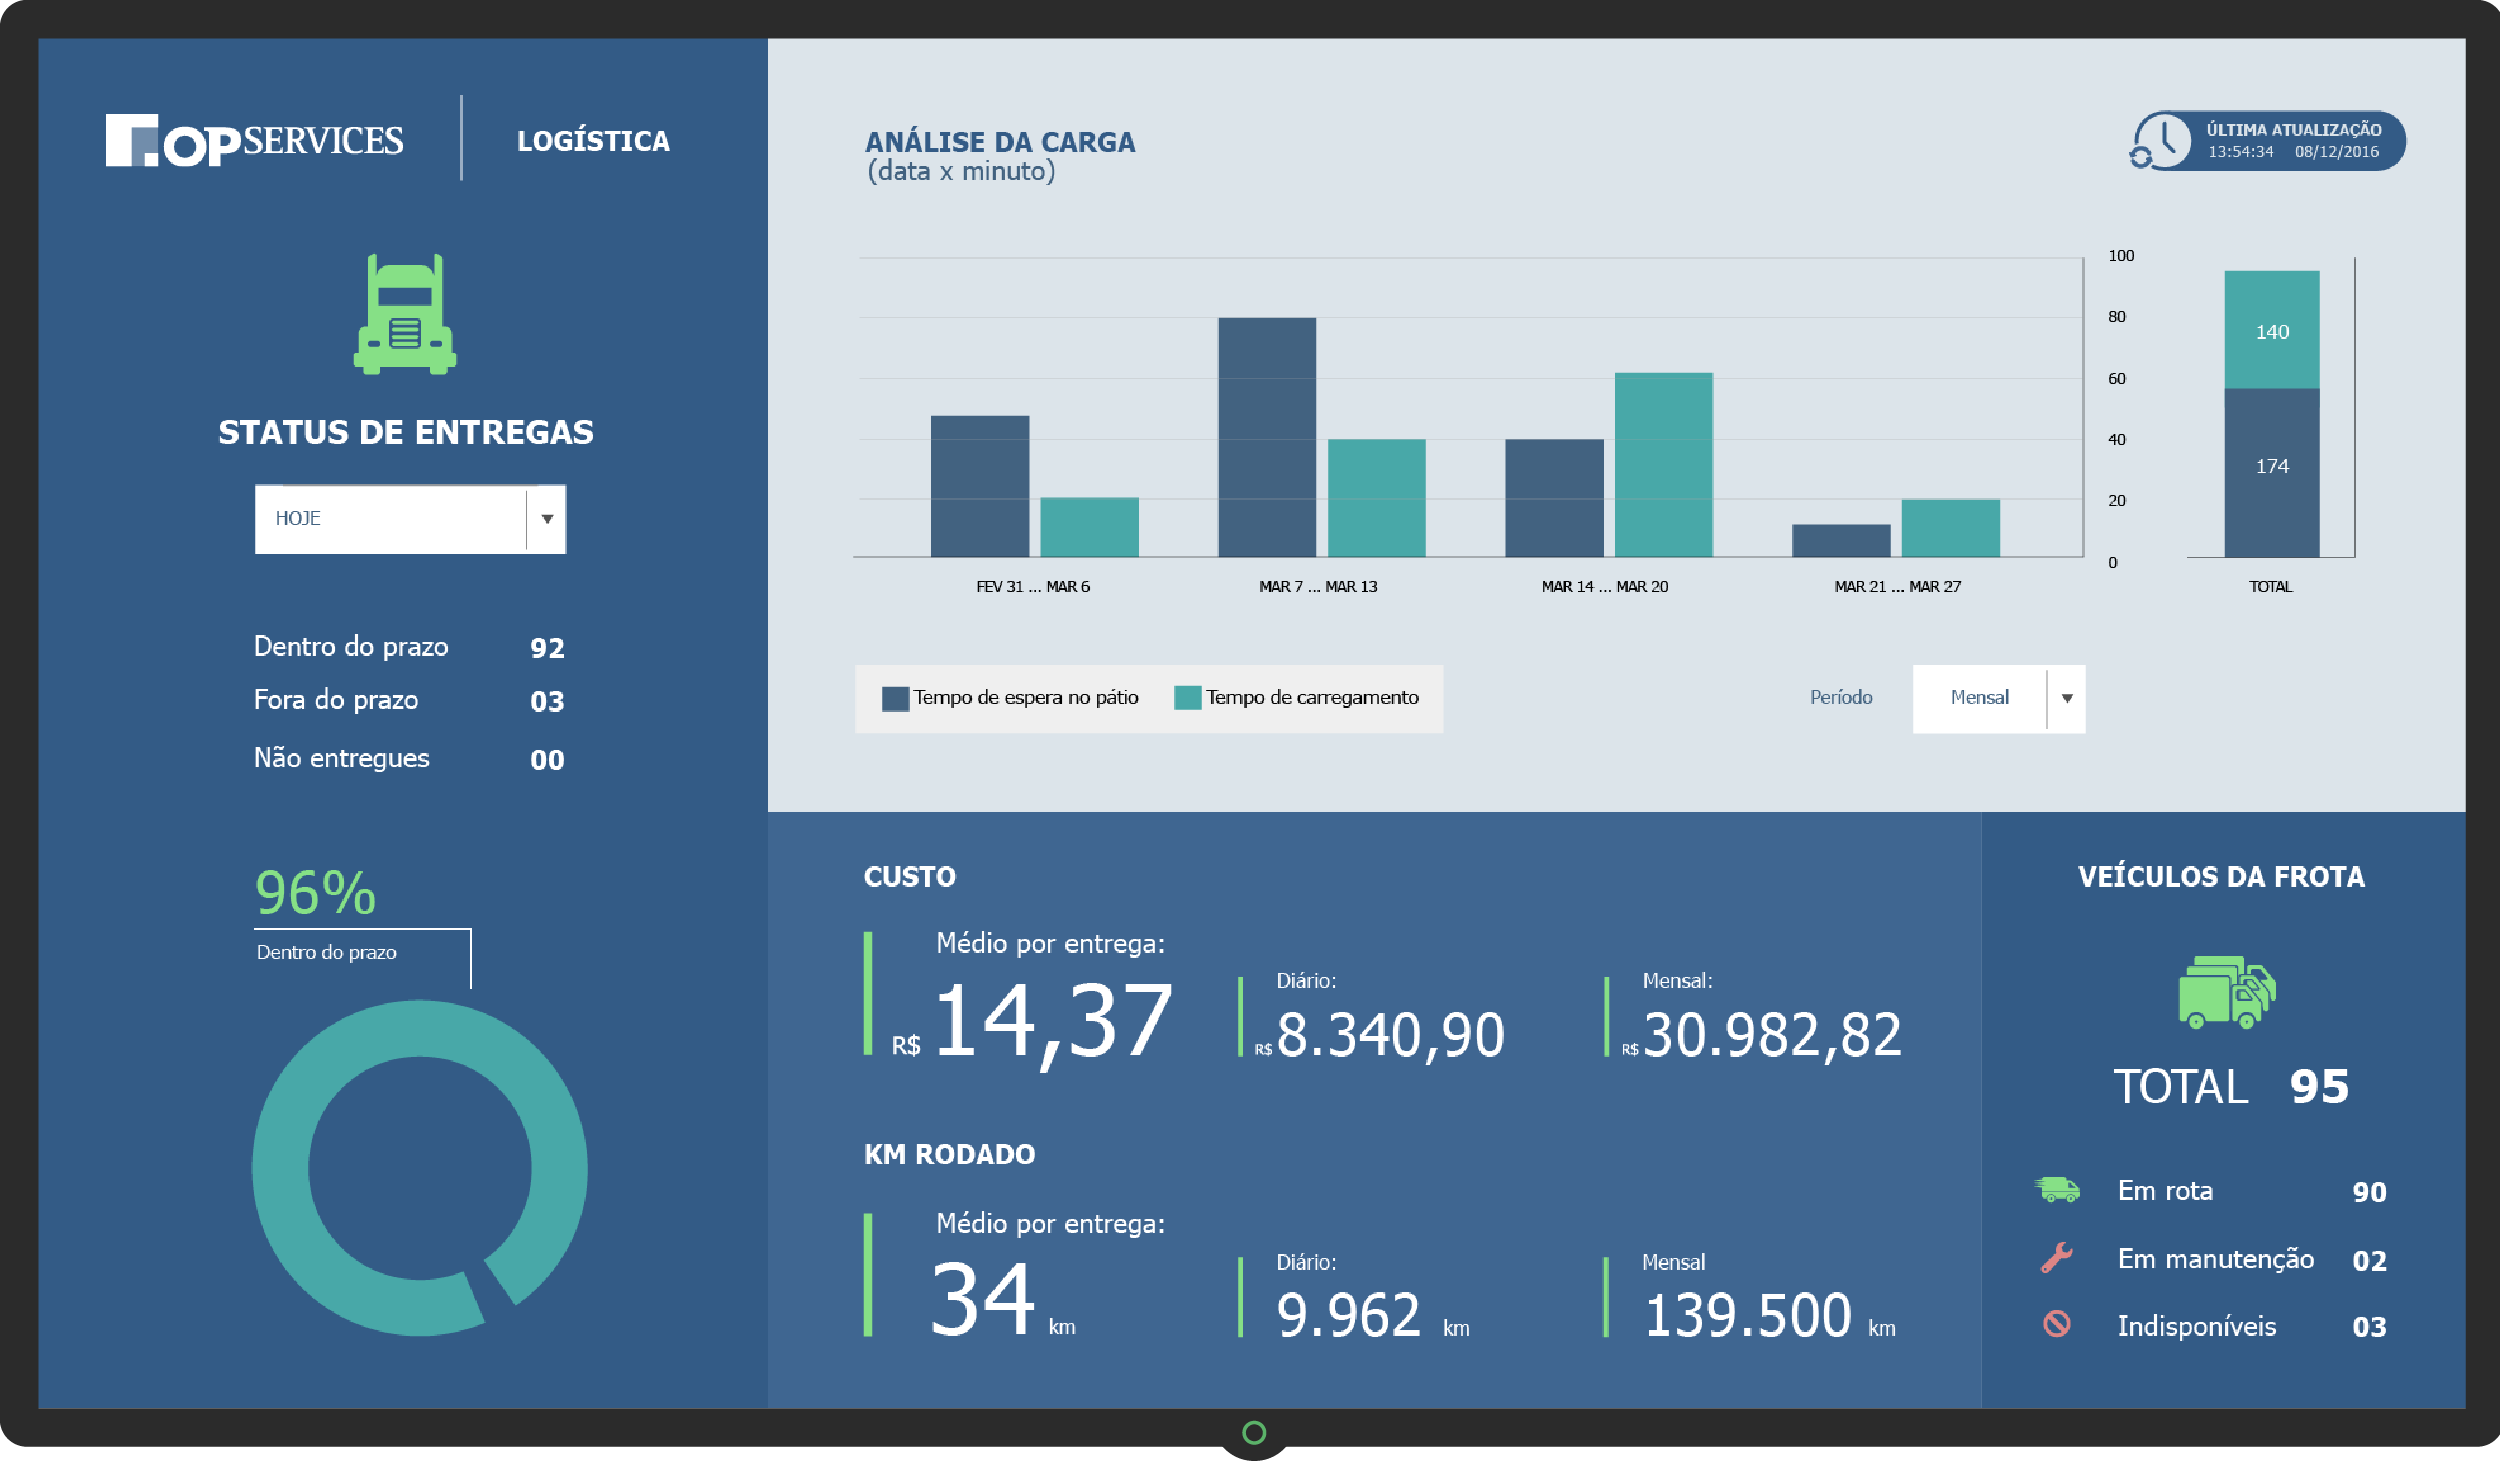 OPSERVICES
LOGÍSTICA
STATUS DE ENTREGAS
HOJE
Dentro do prazo 92
Fora do prazo 03
Não entregues 00
96%
Dentro do prazo
ANÁLISE DA CARGA
(data x minuto)
ÚLTIMA ATUALIZAÇÃO
13:54:34 08/12/2016
100
80
60
40
20
0
FEV 31 ... MAR 6
MAR 7 ... MAR 13
MAR 14 ... MAR 20
MAR 21 ... MAR 27
140
174
TOTAL
Tempo de espera no pátio
Tempo de carregamento
Período
Mensal
CUSTO
Médio por entrega:
R$ 14,37
Diário:
R$ 8.340,90
Mensal:
R$ 30.982,82
KM RODADO
Médio por entrega:
34 km
Diário:
9.962 km
Mensal
139.500 km
VEÍCULOS DA FROTA
TOTAL 95
Em rota 90
Em manutenção 02
Indisponíveis 03